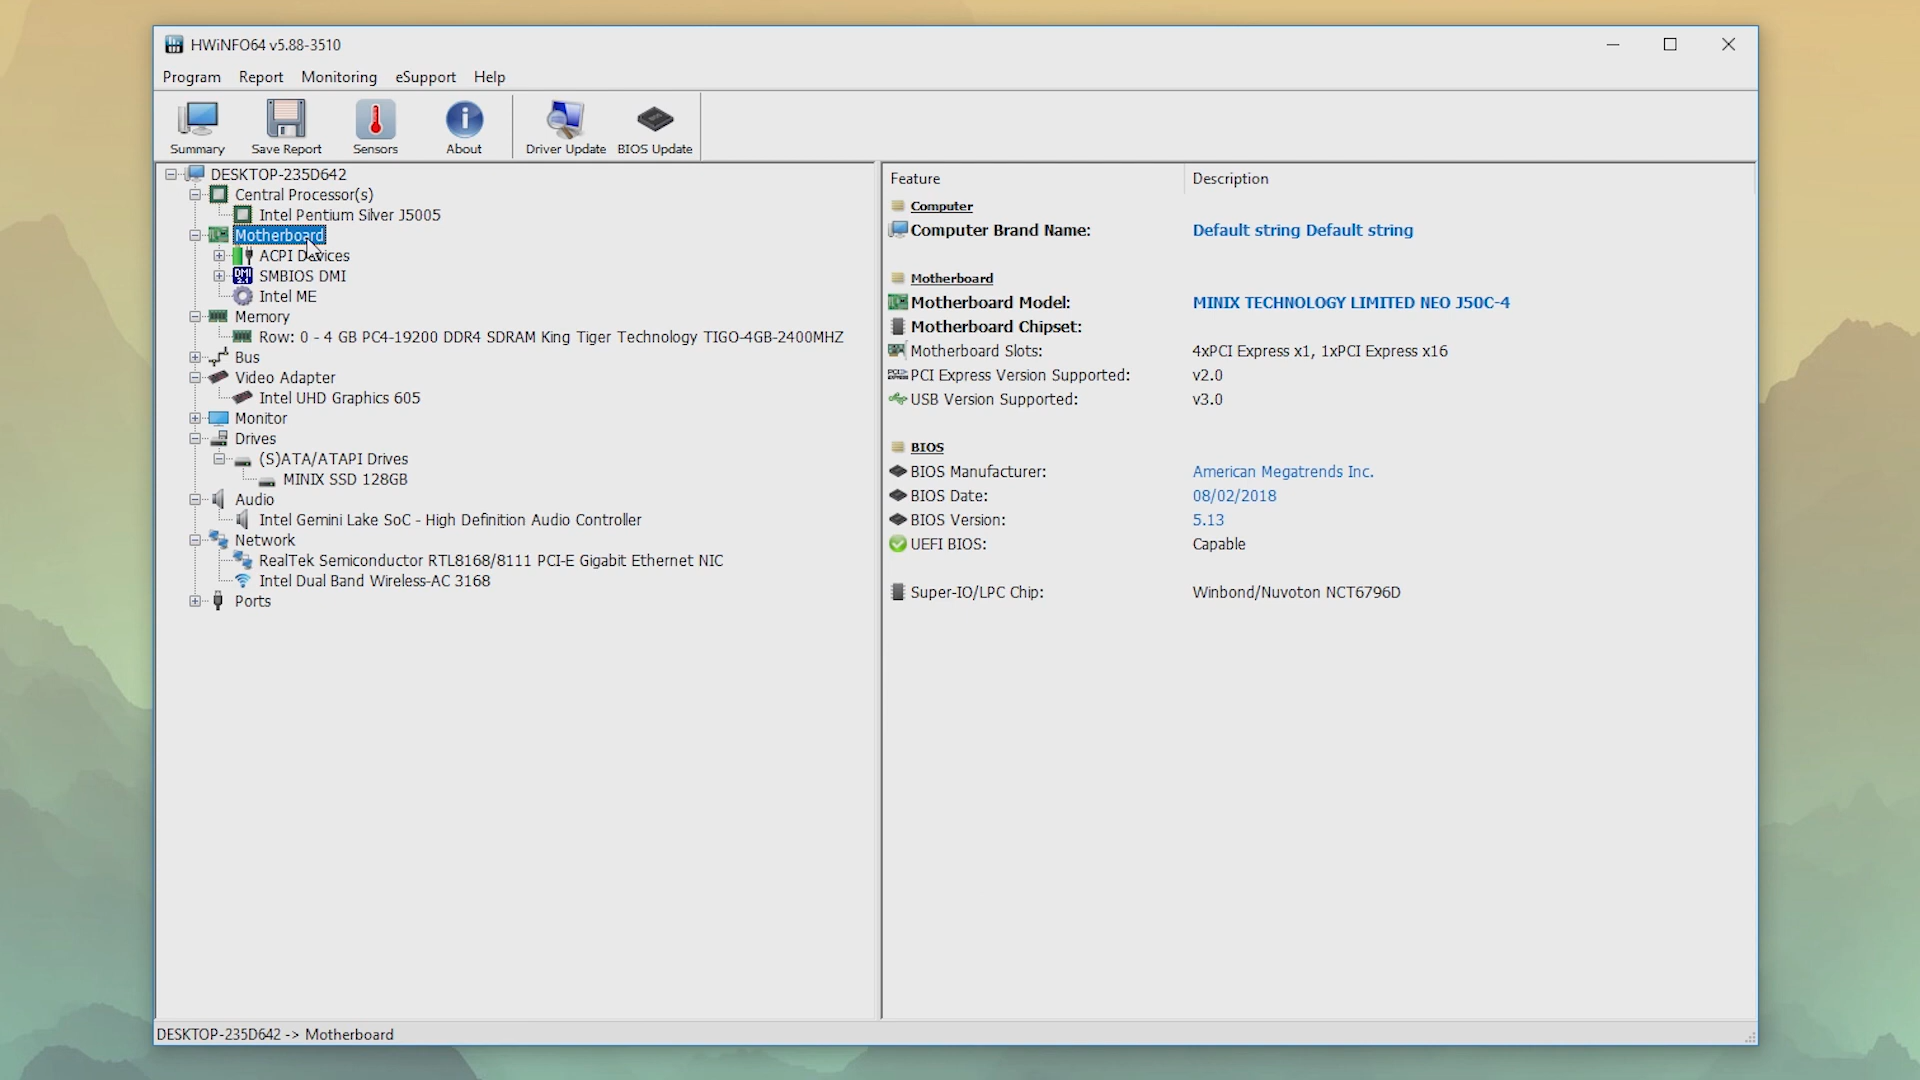 HWiNFO64 v5.88-3510
Program Report Monitoring eSupport Help
Summary Save Report Sensors About Driver Update BIOS Update
DESKTOP-235D642
Central Processor(s)
Intel Pentium Silver J5005
Motherboard
ACPI Devices
SMBIOS DMI
Intel ME
Memory
Row: 0 - 4 GB PC4-19200 DDR4 SDRAM King Tiger Technology TIGO-4GB-2400MHZ
Bus
Video Adapter
Intel UHD Graphics 605
Monitor
Drives
(S)ATA/ATAPI Drives
MINIX SSD 128GB
Audio
Intel Gemini Lake SoC - High Definition Audio Controller
Network
RealTek Semiconductor RTL8168/8111 PCI-E Gigabit Ethernet NIC
Intel Dual Band Wireless-AC 3168
Ports
Feature Description
Computer
Computer Brand Name: Default string Default string
Motherboard
Motherboard Model: MINIX TECHNOLOGY LIMITED NEO J50C-4
Motherboard Chipset:
Motherboard Slots: 4xPCI Express x1, 1xPCI Express x16
PCI Express Version Supported: v2.0
USB Version Supported: v3.0
BIOS
BIOS Manufacturer: American Megatrends Inc.
BIOS Date: 08/02/2018
BIOS Version: 5.13
UEFI BIOS: Capable
Super-IO/LPC Chip: Winbond/Nuvoton NCT6796D
DESKTOP-235D642 -> Motherboard